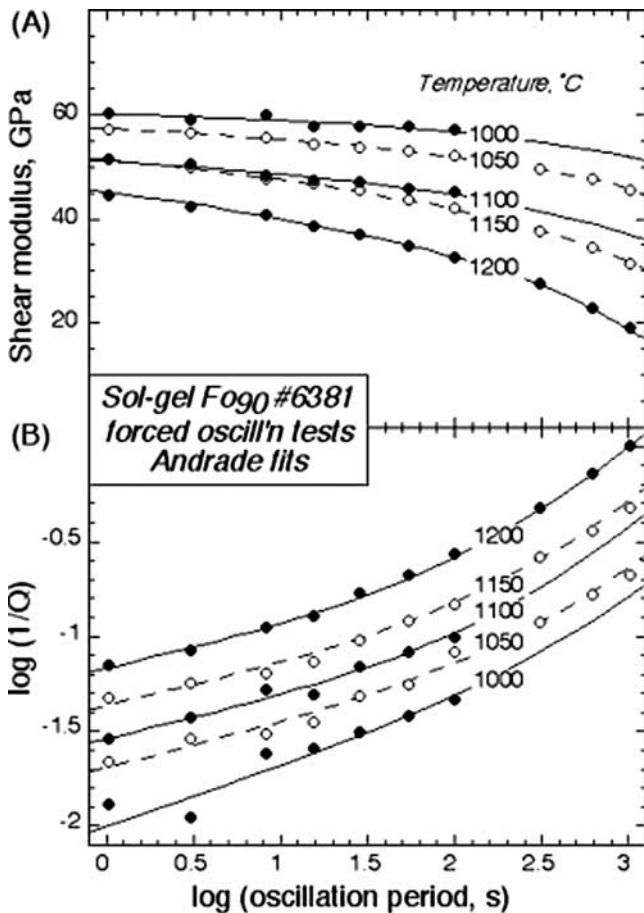 (A)
Temperature, °C
60
40
20
Shear modulus, GPa
1000
1050
1100
1150
1200
Sol-gel Fo90 #6381
forced oscill'n tests
Andrade fits
(B)
-0.5
-1
-1.5
-2
log (1/Q)
1200
1150
1100
1050
1000
0 0.5 1 1.5 2 2.5 3
log (oscillation period, s)